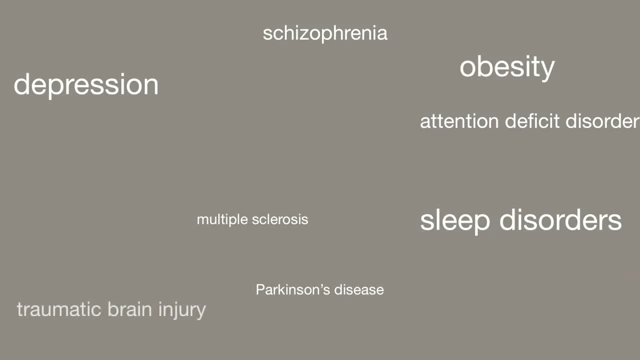 schizophrenia
obesity
depression
attention deficit disorder
multiple sclerosis
sleep disorders
Parkinson's disease
traumatic brain injury